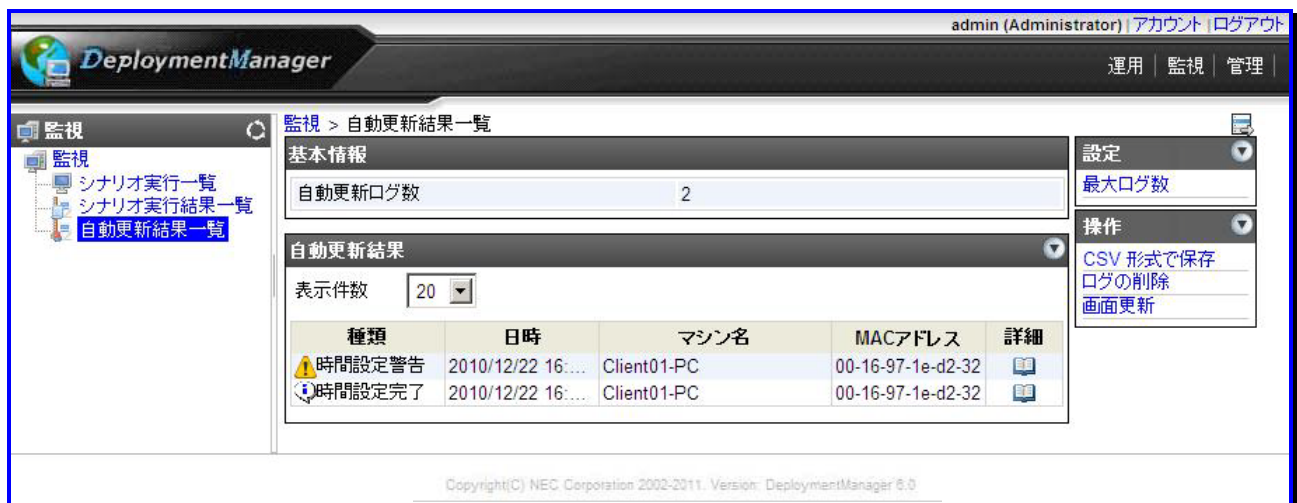 admin (Administrator) | アカウント | ログアウト
DeploymentManager
運用 | 監視 | 管理 |
監視
監視
シナリオ実行一覧
シナリオ実行結果一覧
自動更新結果一覧
監視 > 自動更新結果一覧
基本情報
自動更新ログ数 2
自動更新結果
表示件数 20
種類 日時 マシン名 MACアドレス 詳細
時間設定警告 2010/12/22 16:... Client01-PC 00-16-97-1e-d2-32
時間設定完了 2010/12/22 16:... Client01-PC 00-16-97-1e-d2-32
設定
最大ログ数
操作
CSV 形式で保存
ログの削除
画面更新
Copyright(C) NEC Corporation 2002-2011. Version: DeploymentManager 6.0